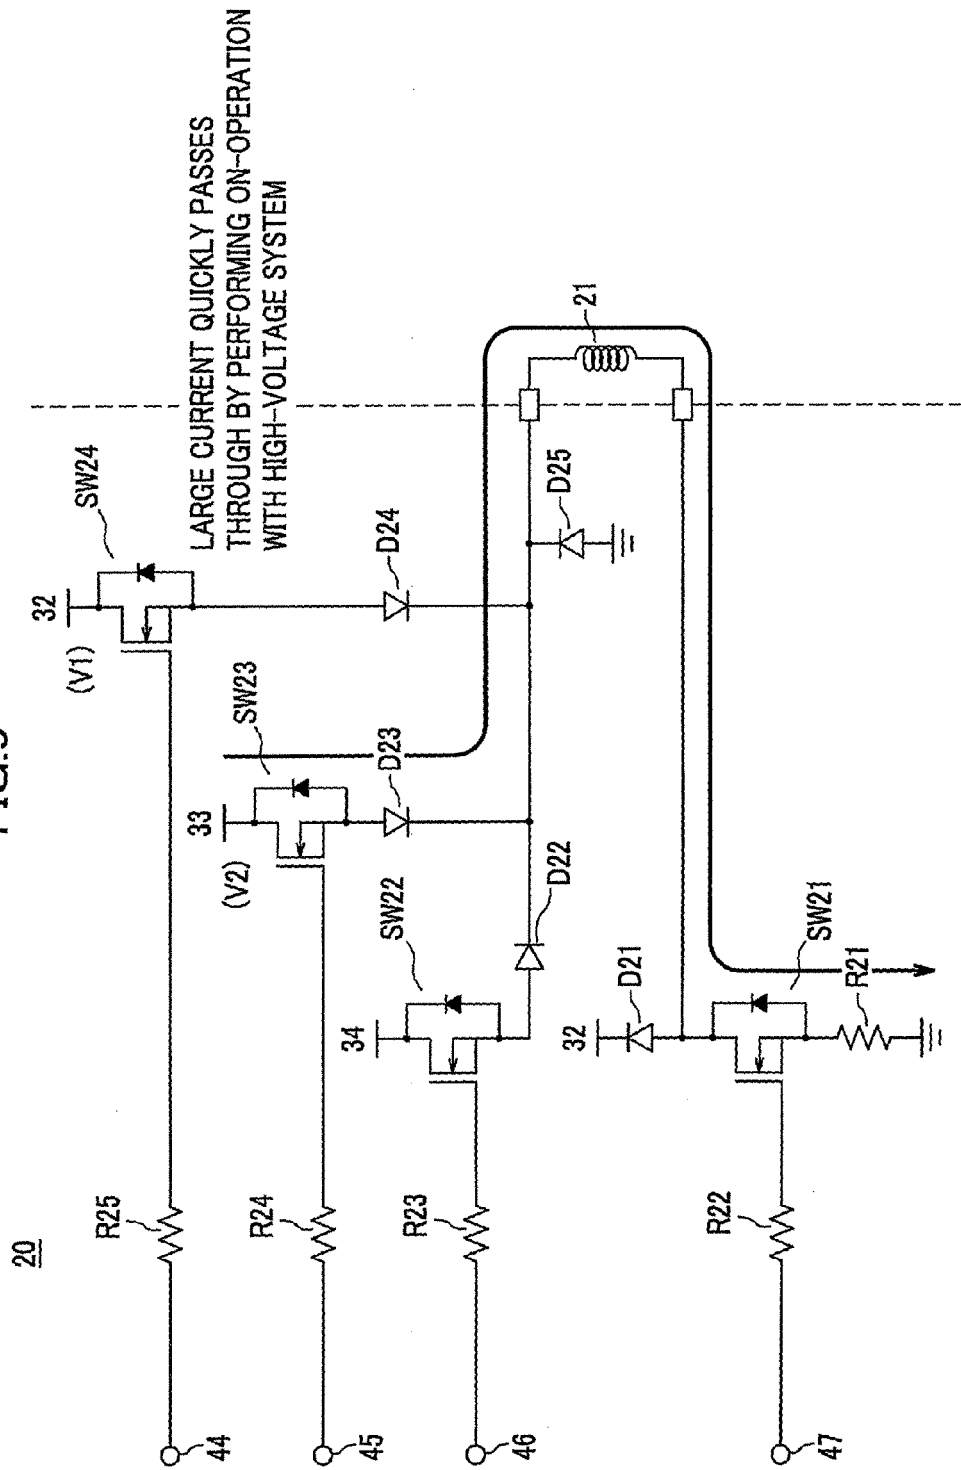 20
LARGE CURRENT QUICKLY PASSES
THROUGH BY PERFORMING ON-OPERATION
WITH HIGH-VOLTAGE SYSTEM
32
(V1)
SW24
R25
44
33
(V2)
SW23
R24
45
D23
D24
34
SW22
R23
46
D22
D25
21
32
D21
SW21
R21
R22
47